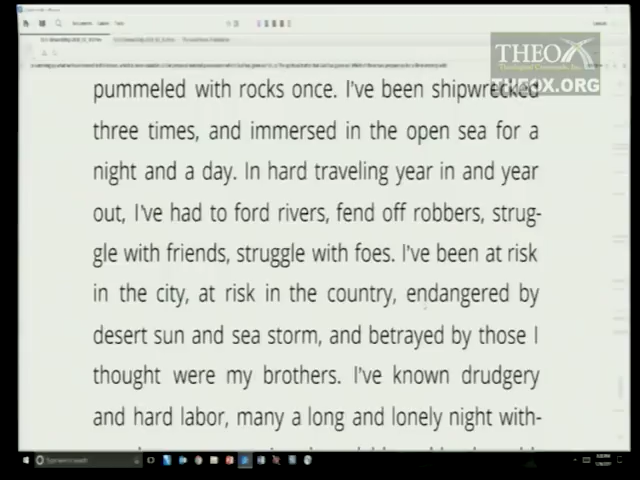 THEOX
THEOX.ORG
pummeled with rocks once. I've been shipwrecked
three times, and immersed in the open sea for a
night and a day. In hard traveling year in and year
out, I've had to ford rivers, fend off robbers, strug-
gle with friends, struggle with foes. I've been at risk
in the city, at risk in the country, endangered by
desert sun and sea storm, and betrayed by those I
thought were my brothers. I've known drudgery
and hard labor, many a long and lonely night with-